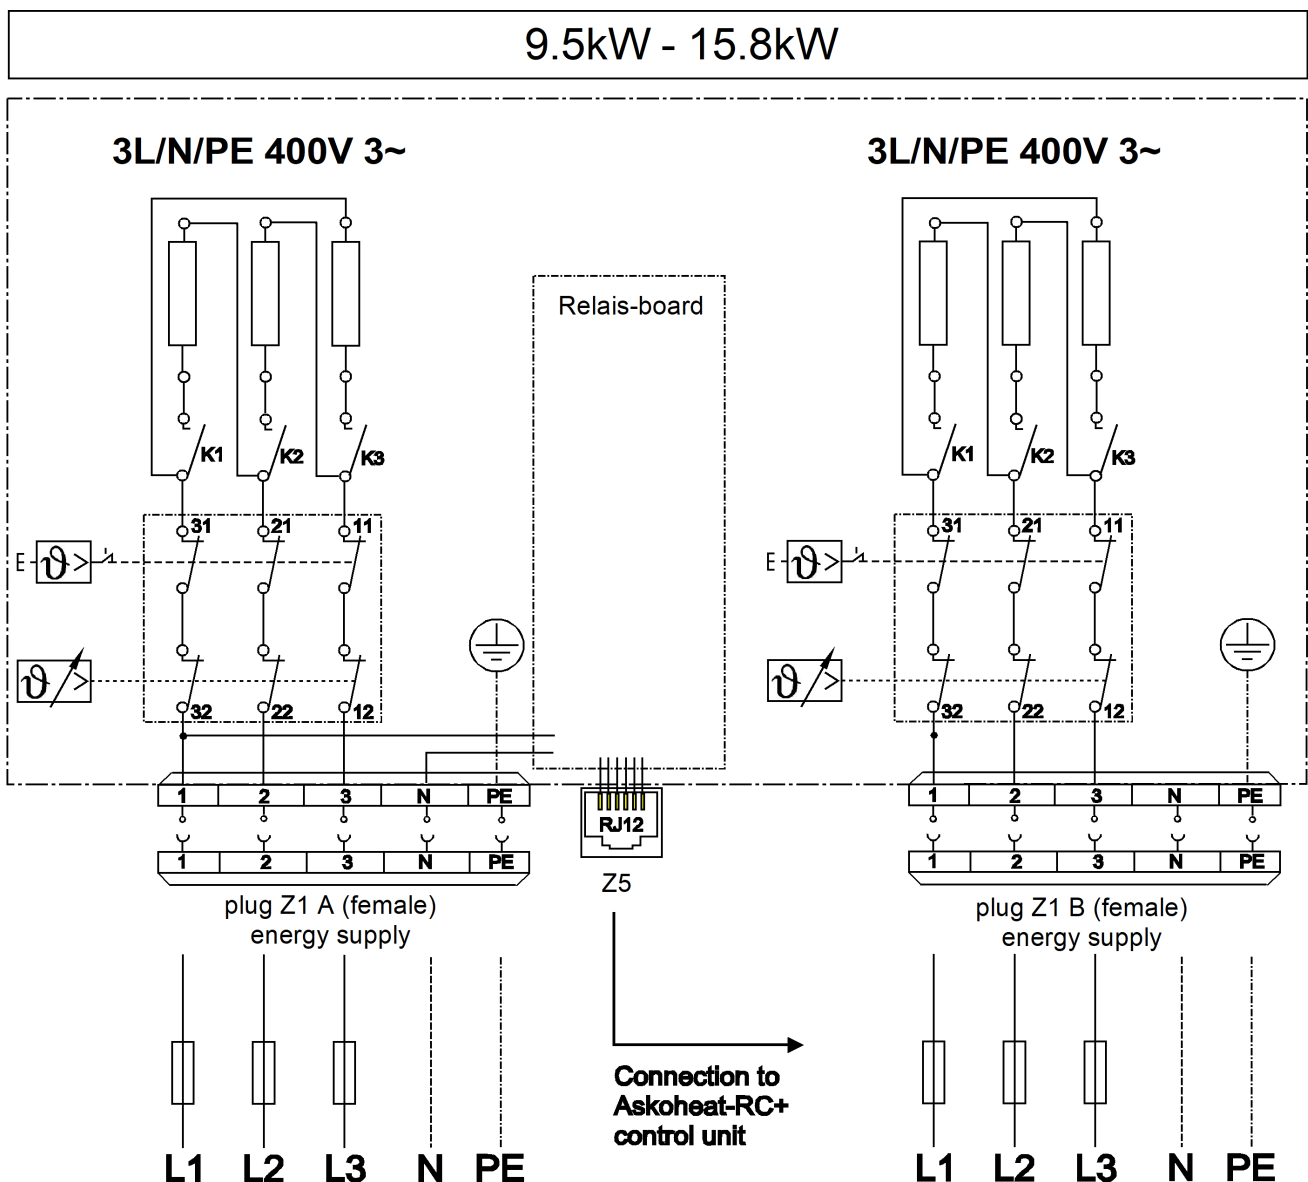 9.5kW - 15.8kW
3L/N/PE 400V 3~
3L/N/PE 400V 3~
Relais-board
K1 K2 K3
K1 K2 K3
31 21 11
31 21 11
E ϑ >
E ϑ >
ϑ >
ϑ >
32 22 12
32 22 12
1 2 3 N PE
1 2 3 N PE
RJ12
1 2 3 N PE
1 2 3 N PE
Z5
plug Z1 A (female)
energy supply
plug Z1 B (female)
energy supply
Connection to
Askoheat-RC+
control unit
L1 L2 L3 N PE
L1 L2 L3 N PE